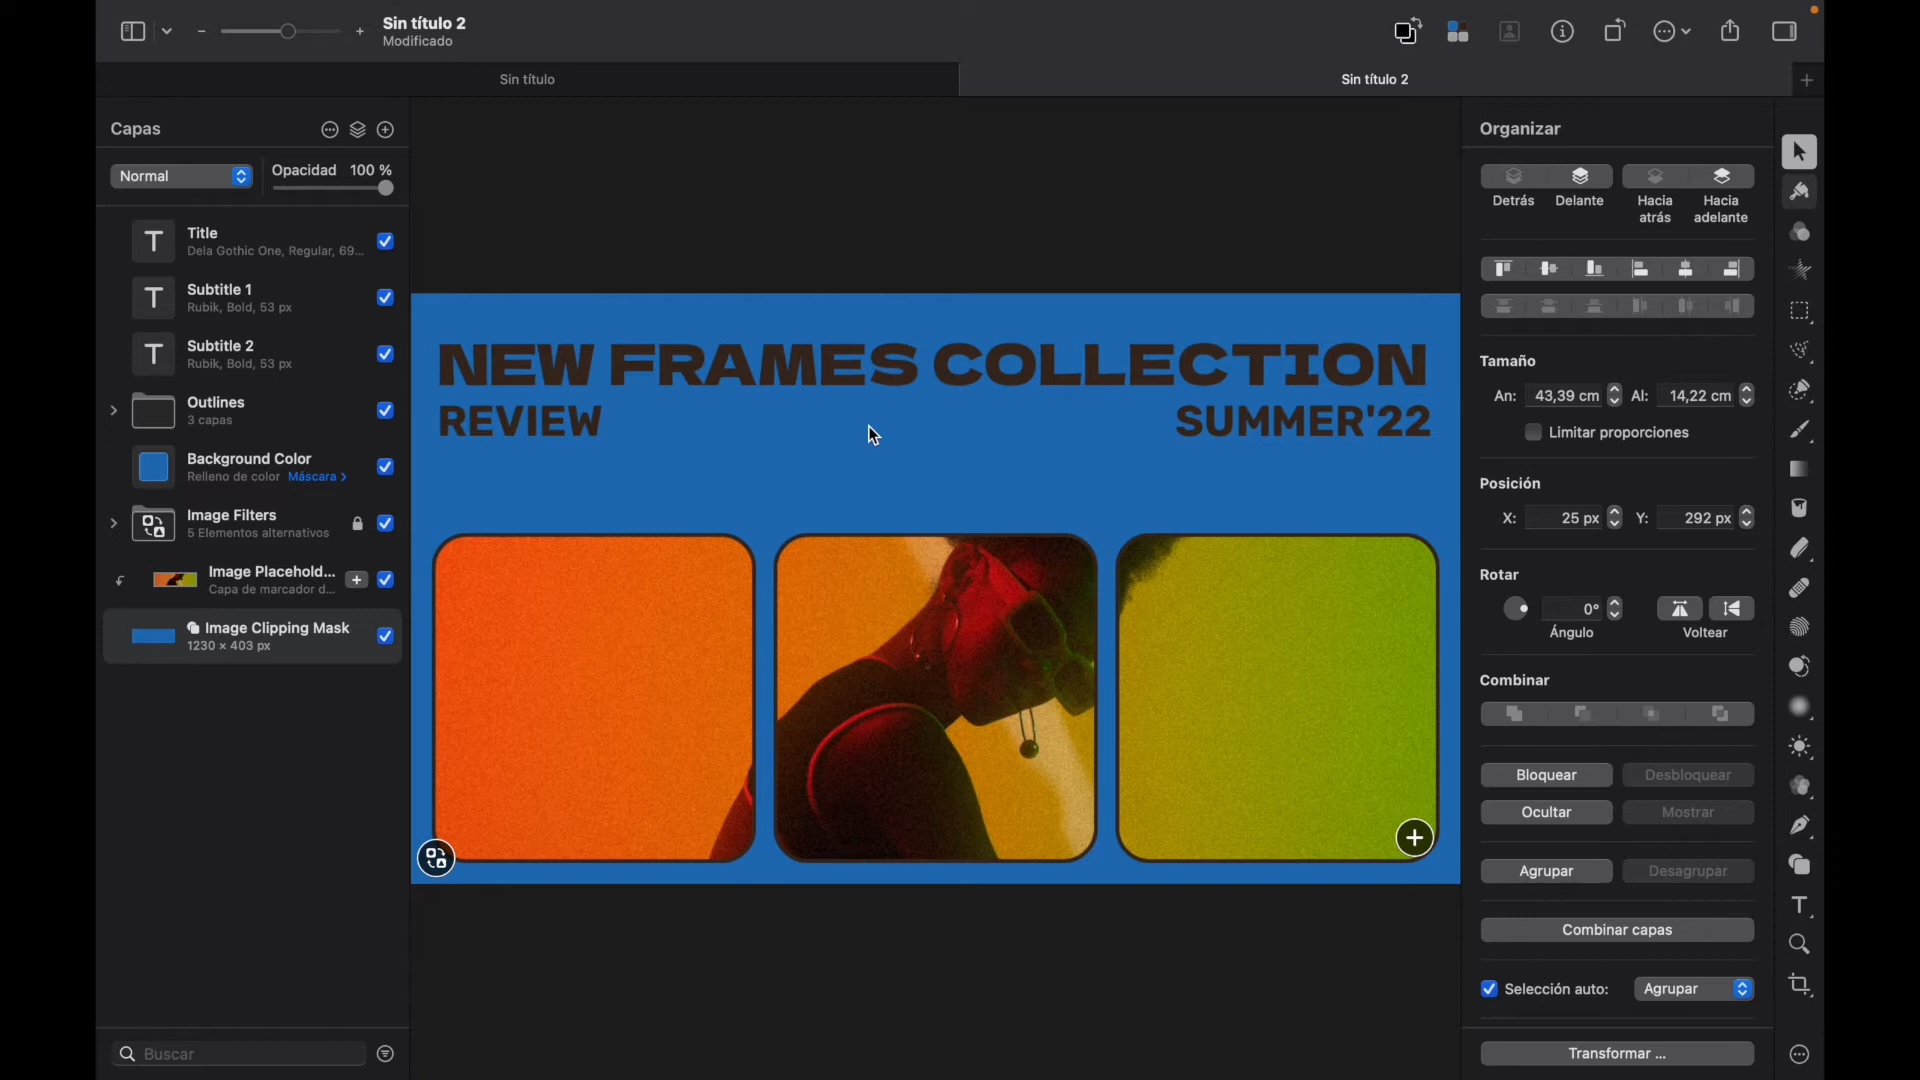 Sin título 2
Modificado
Sin título
Sin título 2
Capas
Normal
Opacidad 100 %
Title
Dela Gothic One, Regular, 69...
Subtitle 1
Rubik, Bold, 53 px
Subtitle 2
Rubik, Bold, 53 px
Outlines
3 capas
Background Color
Relleno de color Máscara >
Image Filters
5 Elementos alternativos
Image Placehold...
Capa de marcador d...
Image Clipping Mask
1230 × 403 px
Buscar
NEW FRAMES COLLECTION
REVIEW SUMMER'22
Organizar
Detrás Delante Hacia atrás Hacia adelante
Tamaño
An: 43,39 cm Al: 14,22 cm
Limitar proporciones
Posición
X: 25 px Y: 292 px
Rotar
0°
Ángulo Voltear
Combinar
Bloquear Desbloquear
Ocultar Mostrar
Agrupar Desagrupar
Combinar capas
Selección auto: Agrupar
Transformar ...